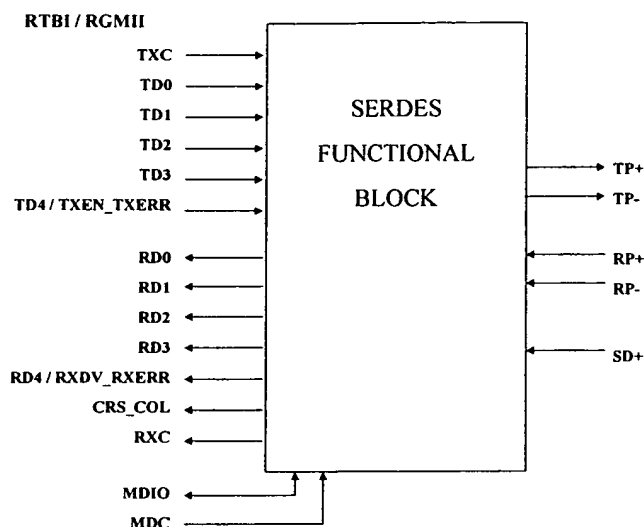 RTBI / RGMII
TXC
TD0
TD1
TD2
TD3
TD4 / TXEN_TXERR
RD0
RD1
RD2
RD3
RD4 / RXDV_RXERR
CRS_COL
RXC
MDIO
MDC
SERDES
FUNCTIONAL
BLOCK
TP+
TP-
RP+
RP-
SD+